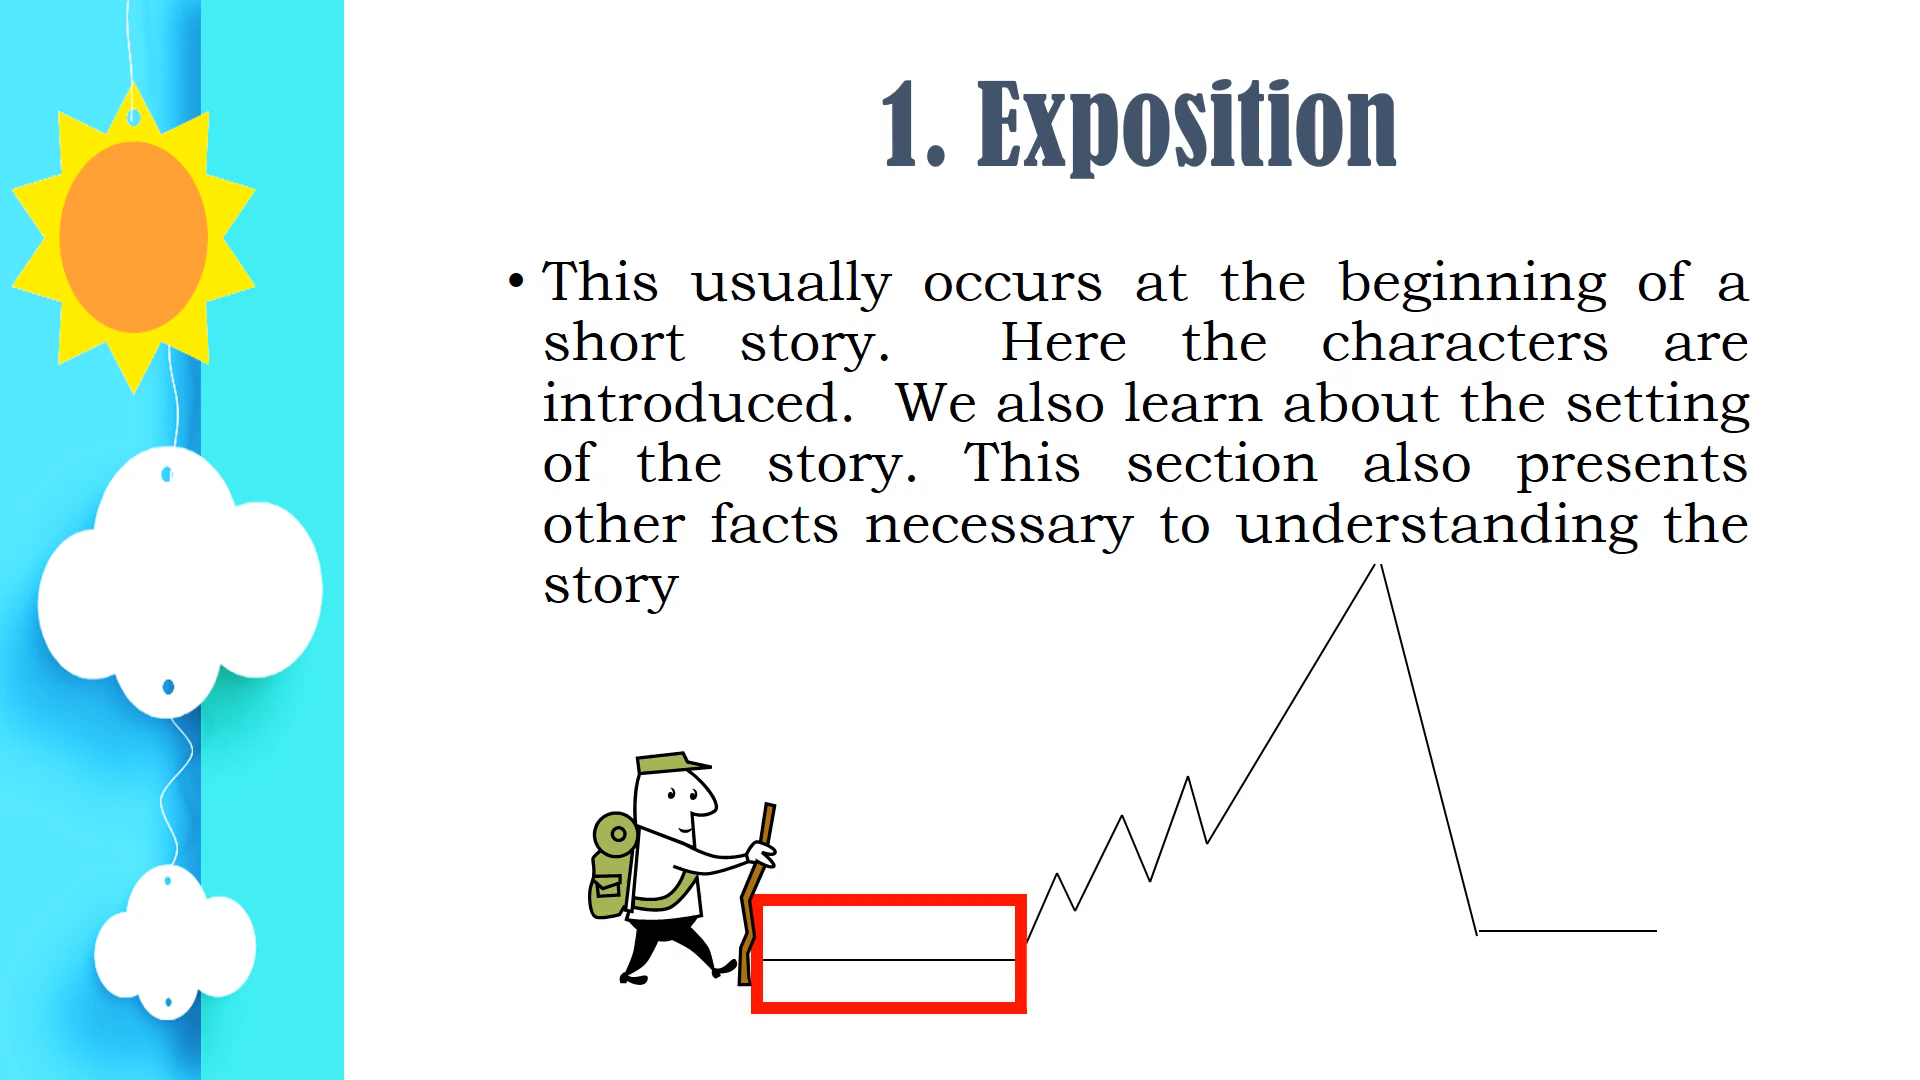 1. Exposition
• This usually occurs at the beginning of a
short story. Here the characters are
introduced. We also learn about the setting
of the story. This section also presents
other facts necessary to understanding the
story